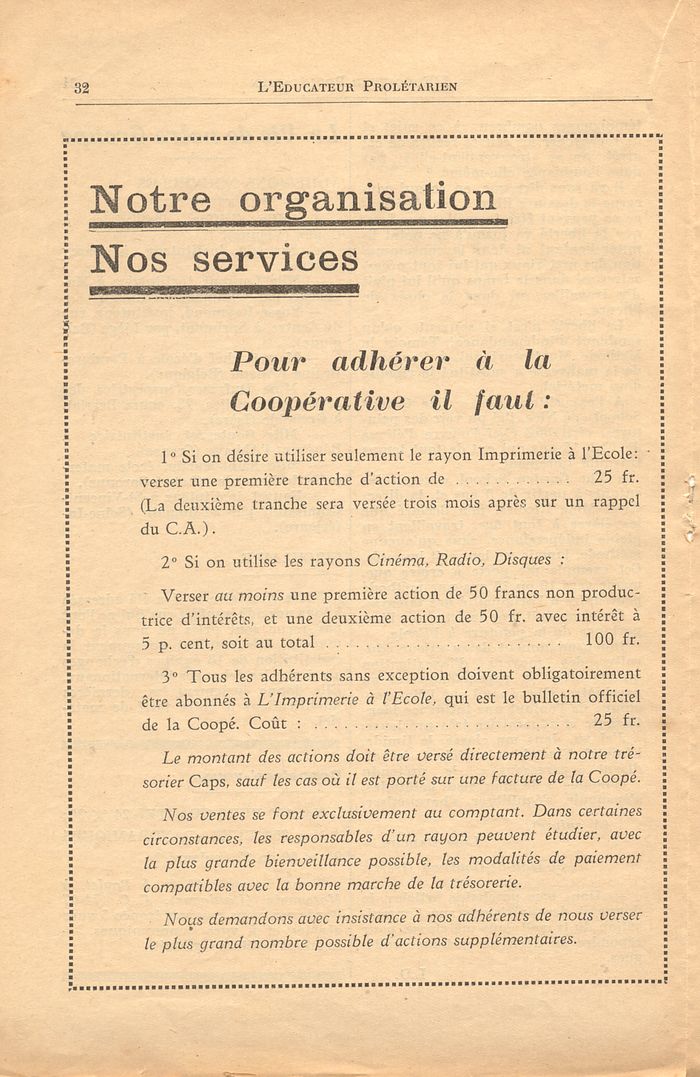 32
L'Educateur Prolétarien
Notre organisation
Nos services
Pour adhérer à la
Coopérative il faut :
1° Si on désire utiliser seulement le rayon Imprimerie à l'Ecole:
verser une première tranche d'action de ............ 25 fr.
(La deuxième tranche sera versée trois mois après sur un rappel
du C.A.).
2° Si on utilise les rayons Cinéma, Radio, Disques :
Verser au moins une première action de 50 francs non produc-
trice d'intérêts, et une deuxième action de 50 fr. avec intérêt à
5 p. cent, soit au total ........................ 100 fr.
3° Tous les adhérents sans exception doivent obligatoirement
être abonnés à L'Imprimerie à l'Ecole, qui est le bulletin officiel
de la Coopé. Coût : .......................... 25 fr.
Le montant des actions doit être versé directement à notre tré-
sorier Caps, sauf les cas où il est porté sur une facture de la Coopé.
Nos ventes se font exclusivement au comptant. Dans certaines
circonstances, les responsables d'un rayon peuvent étudier, avec
la plus grande bienveillance possible, les modalités de paiement
compatibles avec la bonne marche de la trésorerie.
Nous demandons avec insistance à nos adhérents de nous verser
le plus grand nombre possible d'actions supplémentaires.